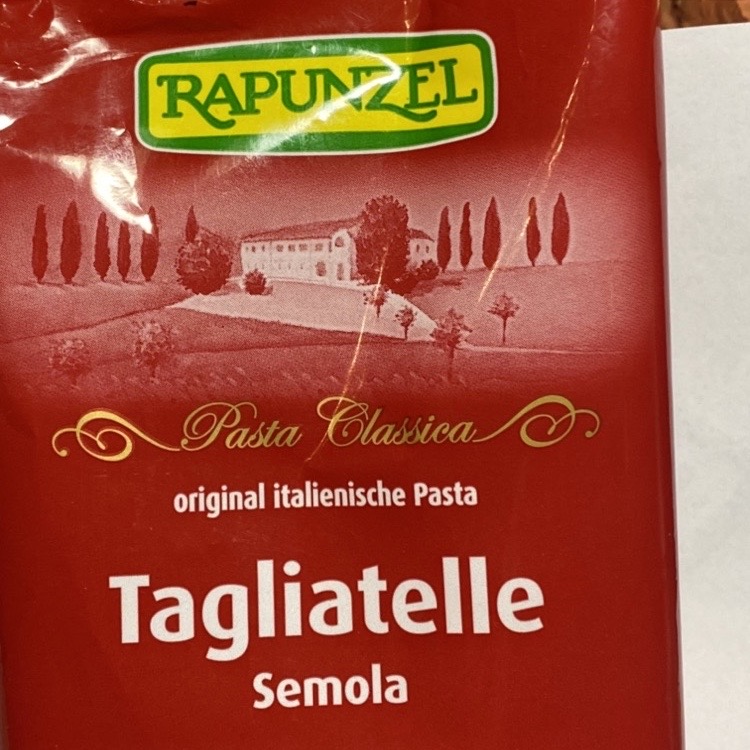 RAPUNZEL
Pasta Classica
original italienische Pasta
Tagliatelle
Semola